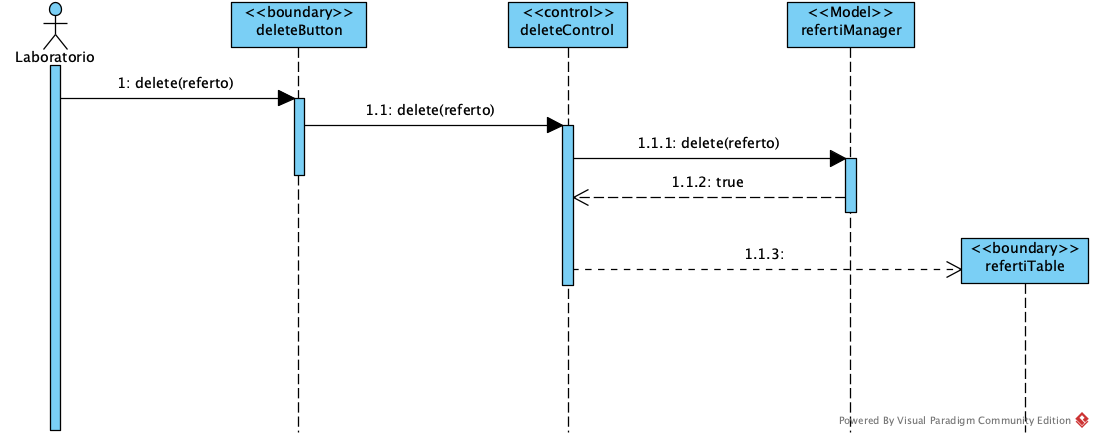 <<boundary>>
deleteButton
<<control>>
deleteControl
<<Model>>
refertiManager
Laboratorio
1: delete(referto)
1.1: delete(referto)
1.1.1: delete(referto)
1.1.2: true
1.1.3:
<<boundary>>
refertiTable
Powered By Visual Paradigm Community Edition